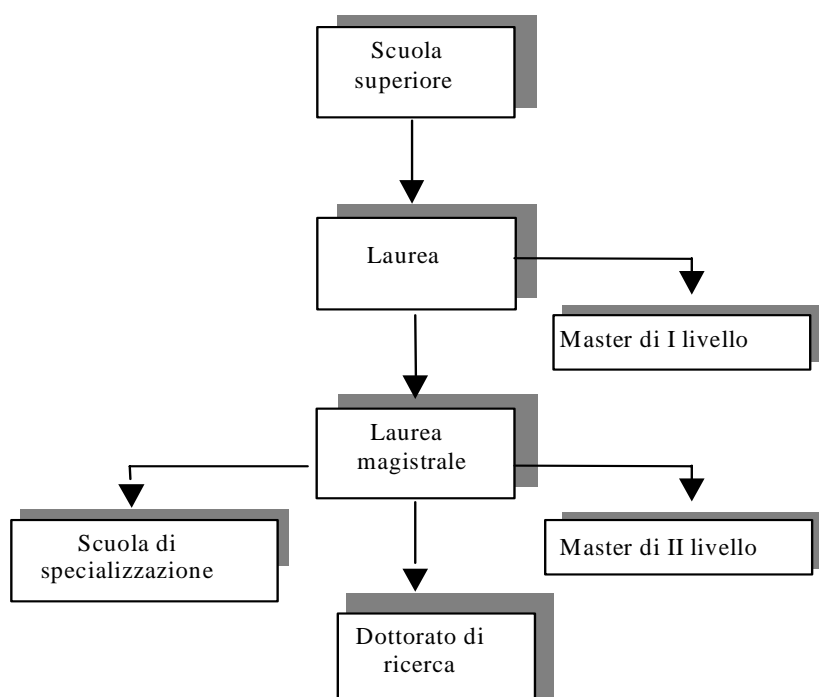 Scuola
superiore
Laurea
Master di I livello
Laurea
magistrale
Scuola di
specializzazione
Master di II livello
Dottorato di
ricerca